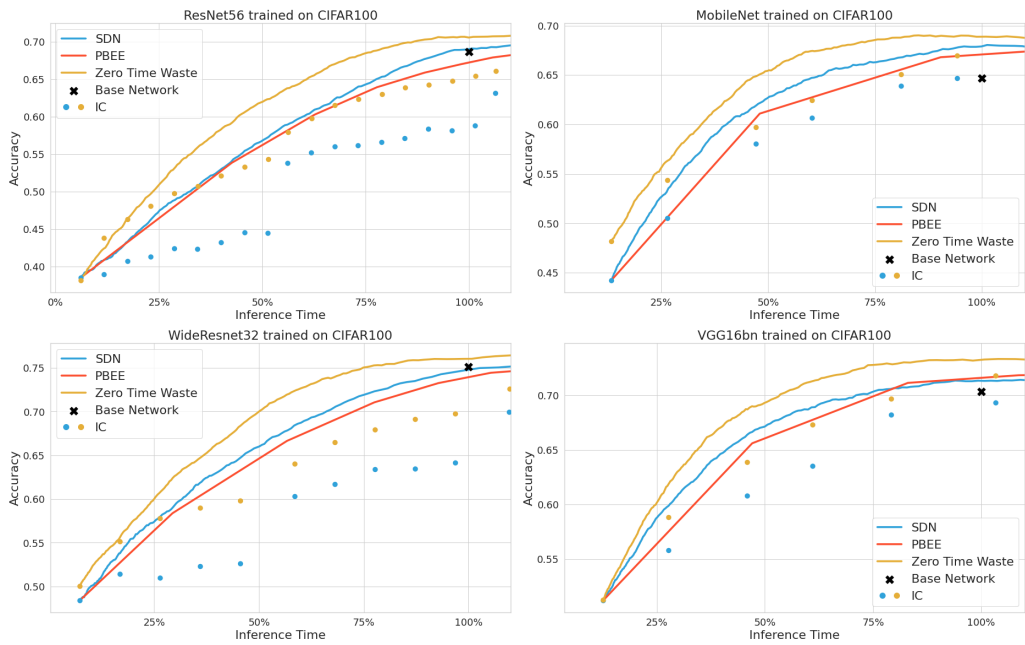 ResNet56 trained on CIFAR100
Accuracy
0.70
0.65
0.60
0.55
0.50
0.45
0.40
SDN
PBEE
Zero Time Waste
Base Network
IC
0% 25% 50% 75% 100%
Inference Time
MobileNet trained on CIFAR100
Accuracy
0.70
0.65
0.60
0.55
0.50
0.45
SDN
PBEE
Zero Time Waste
Base Network
IC
25% 50% 75% 100%
Inference Time
WideResnet32 trained on CIFAR100
Accuracy
0.75
0.70
0.65
0.60
0.55
0.50
SDN
PBEE
Zero Time Waste
Base Network
IC
25% 50% 75% 100%
Inference Time
VGG16bn trained on CIFAR100
Accuracy
0.70
0.65
0.60
0.55
SDN
PBEE
Zero Time Waste
Base Network
IC
25% 50% 75% 100%
Inference Time